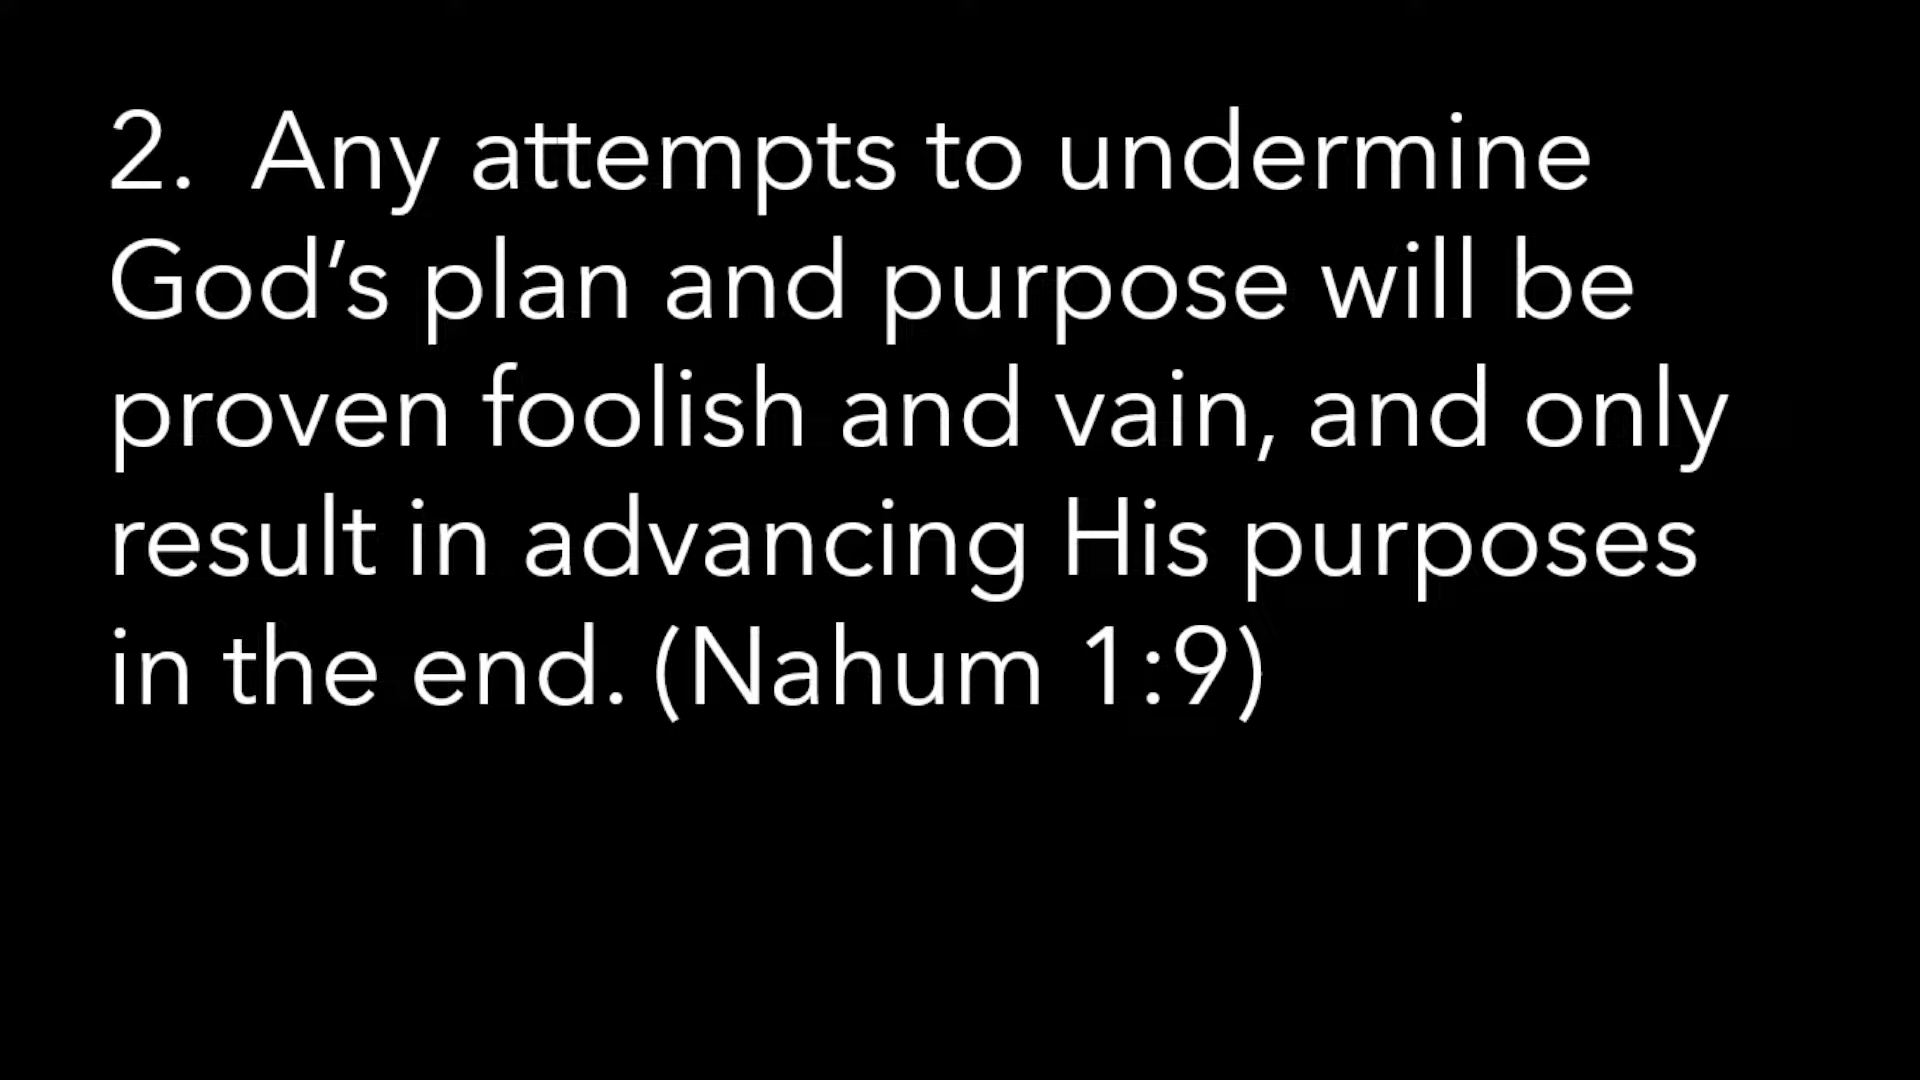 2. Any attempts to undermine
God’s plan and purpose will be
proven foolish and vain, and only
result in advancing His purposes
in the end. (Nahum 1:9)